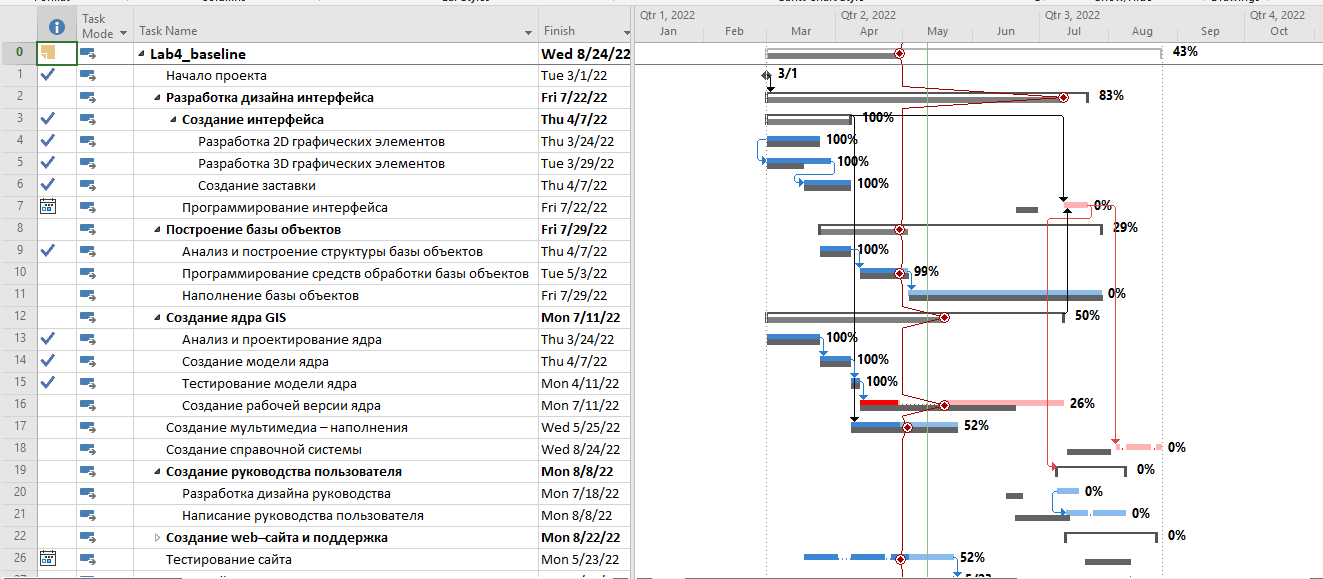 Qtr 1, 2022 Qtr 2, 2022 Qtr 3, 2022 Qtr 4, 2022
Task Mode Task Name Finish Jan Feb Mar Apr May Jun Jul Aug Sep Oct
0 Lab4_baseline Wed 8/24/22 43%
1 Начало проекта Tue 3/1/22 3/1
2 Разработка дизайна интерфейса Fri 7/22/22 83%
3 Создание интерфейса Thu 4/7/22 100%
4 Разработка 2D графических элементов Thu 3/24/22 100%
5 Разработка 3D графических элементов Tue 3/29/22 100%
6 Создание заставки Thu 4/7/22 100%
7 Программирование интерфейса Fri 7/22/22 0%
8 Построение базы объектов Fri 7/29/22 29%
9 Анализ и построение структуры базы объектов Thu 4/7/22 100%
10 Программирование средств обработки базы объектов Tue 5/3/22 99%
11 Наполнение базы объектов Fri 7/29/22 0%
12 Создание ядра GIS Mon 7/11/22 50%
13 Анализ и проектирование ядра Thu 3/24/22 100%
14 Создание модели ядра Thu 4/7/22 100%
15 Тестирование модели ядра Mon 4/11/22 100%
16 Создание рабочей версии ядра Mon 7/11/22 26%
17 Создание мультимедиа – наполнения Wed 5/25/22 52%
18 Создание справочной системы Wed 8/24/22 0%
19 Создание руководства пользователя Mon 8/8/22 0%
20 Разработка дизайна руководства Mon 7/18/22 0%
21 Написание руководства пользователя Mon 8/8/22 0%
22 Создание web–сайта и поддержка Mon 8/22/22 0%
26 Тестирование сайта Mon 5/23/22 52%